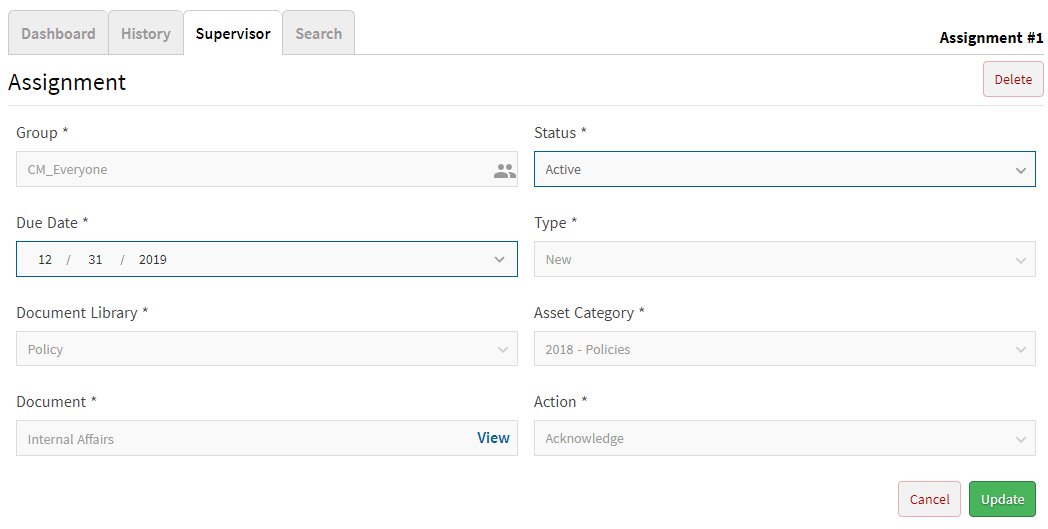 Dashboard History Supervisor Search
Assignment #1
Assignment
Delete
Group * Status *
CM_Everyone Active
Due Date * Type *
12 / 31 / 2019 New
Document Library * Asset Category *
Policy 2018 - Policies
Document * Action *
Internal Affairs View Acknowledge
Cancel Update